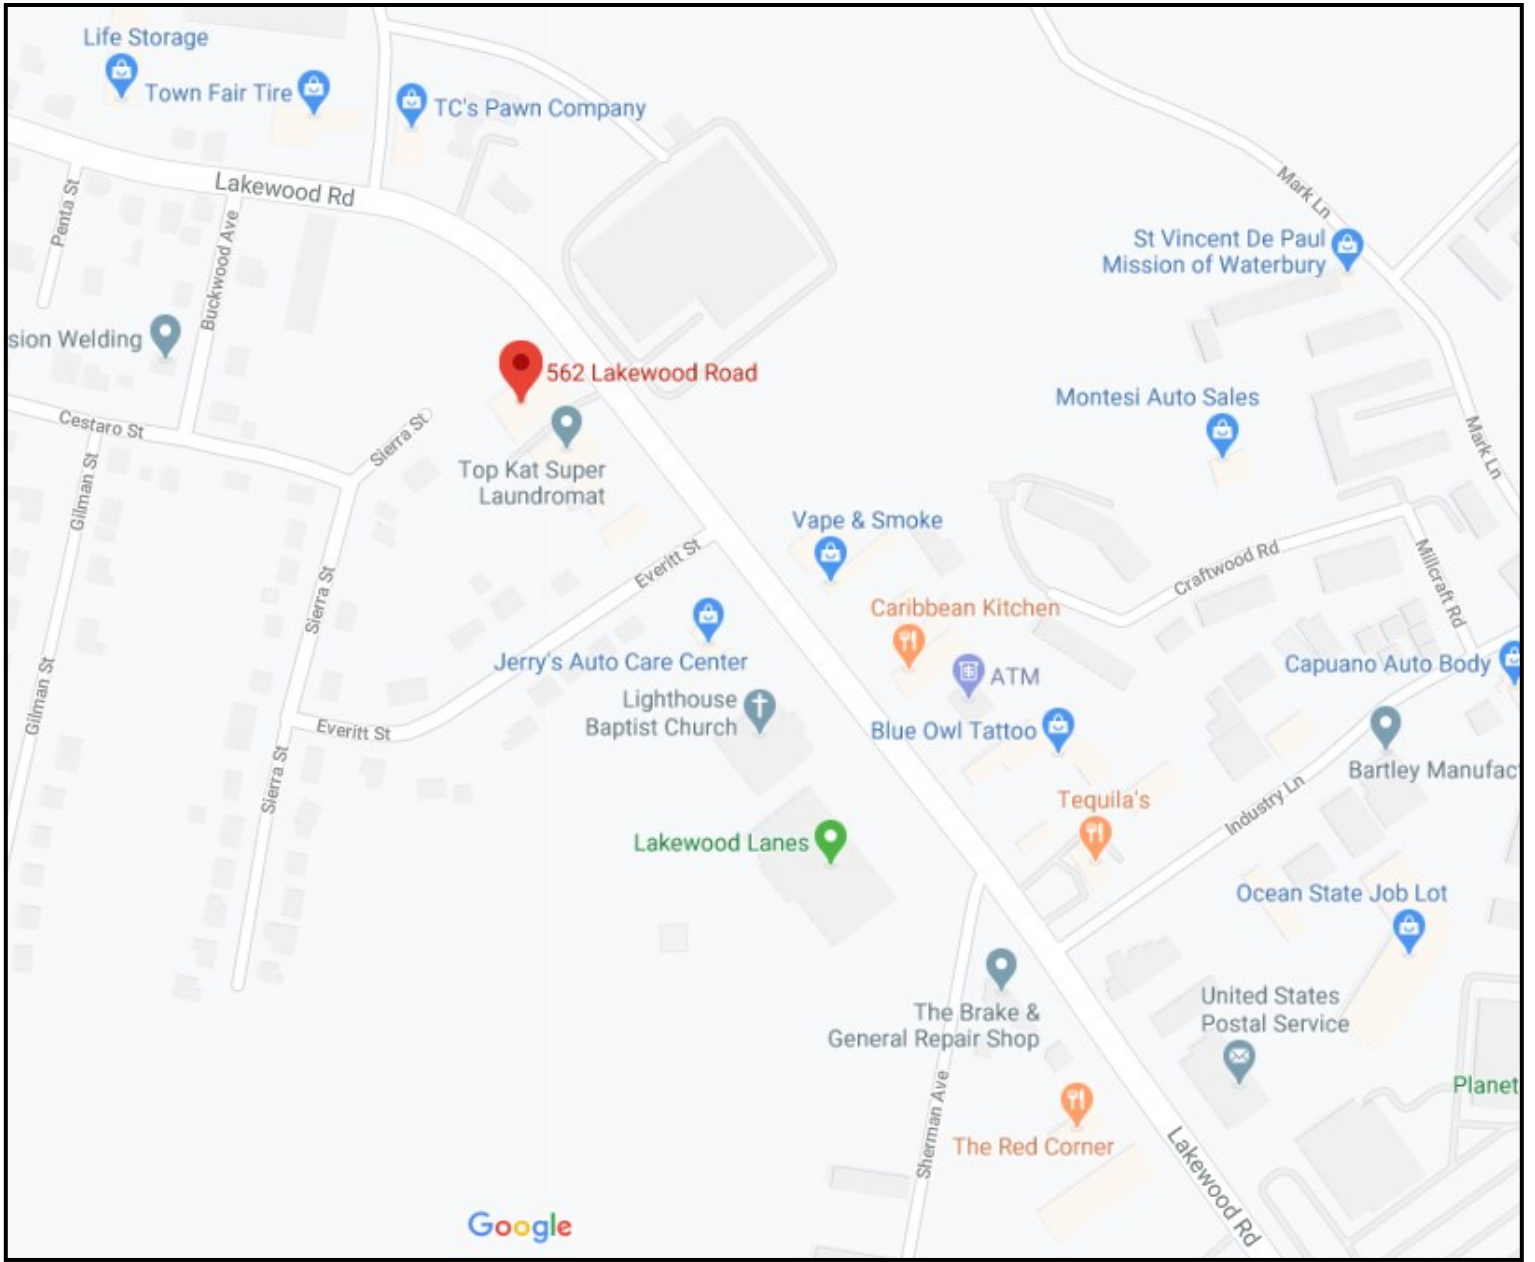 Life Storage
Town Fair Tire
TC's Pawn Company
Lakewood Rd
Penta St
Buckwood Ave
Mark Ln
St Vincent De Paul
Mission of Waterbury
sion Welding
562 Lakewood Road
Montesi Auto Sales
Cestaro St
Sierra St
Mark Ln
Top Kat Super
Laundromat
Gilman St
Vape & Smoke
Everitt St
Craftwood Rd
Millcraft Rd
Sierra St
Caribbean Kitchen
Jerry's Auto Care Center
ATM
Capuano Auto Body
Gilman St
Lighthouse
Baptist Church
Everitt St
Blue Owl Tattoo
Bartley Manufac
Sierra St
Tequila's
Industry Ln
Lakewood Lanes
Ocean State Job Lot
The Brake &
General Repair Shop
United States
Postal Service
Planet
Sherman Ave
The Red Corner
Lakewood Rd
Google